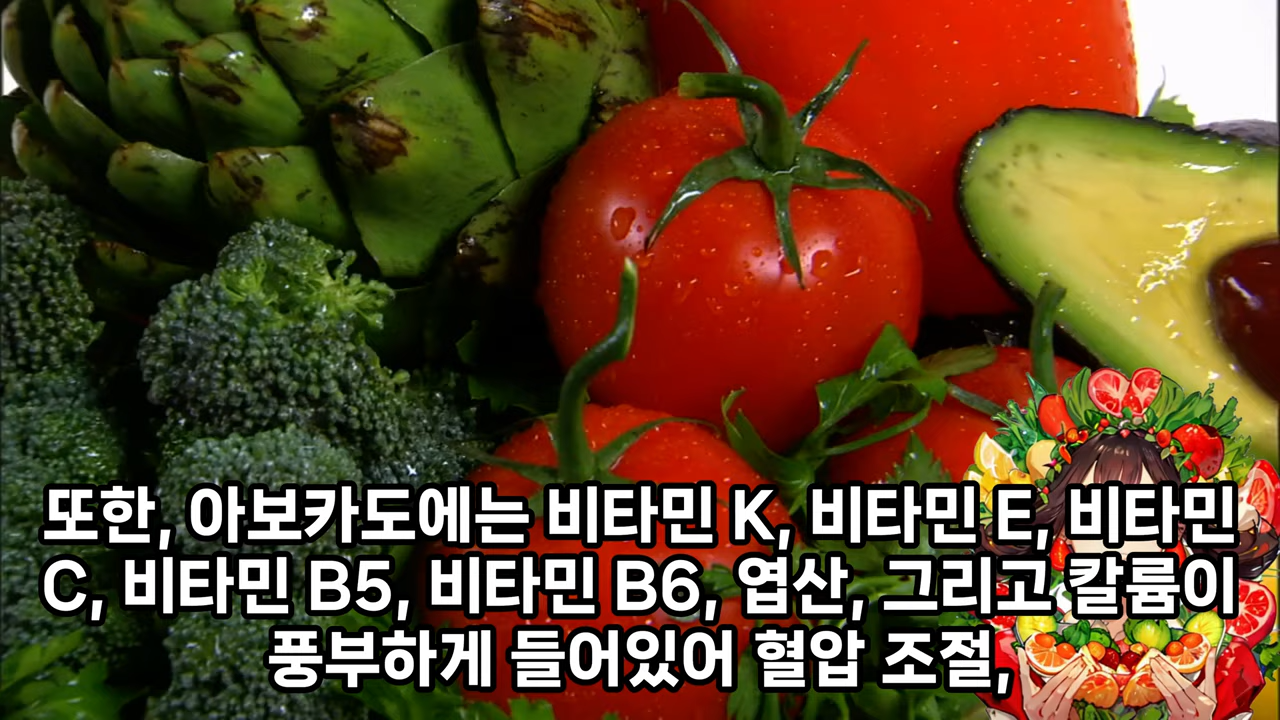 또한, 아보카도에는 비타민 K, 비타민 E, 비타민
C, 비타민 B5, 비타민 B6, 엽산, 그리고 칼륨이
풍부하게 들어있어 혈압 조절,